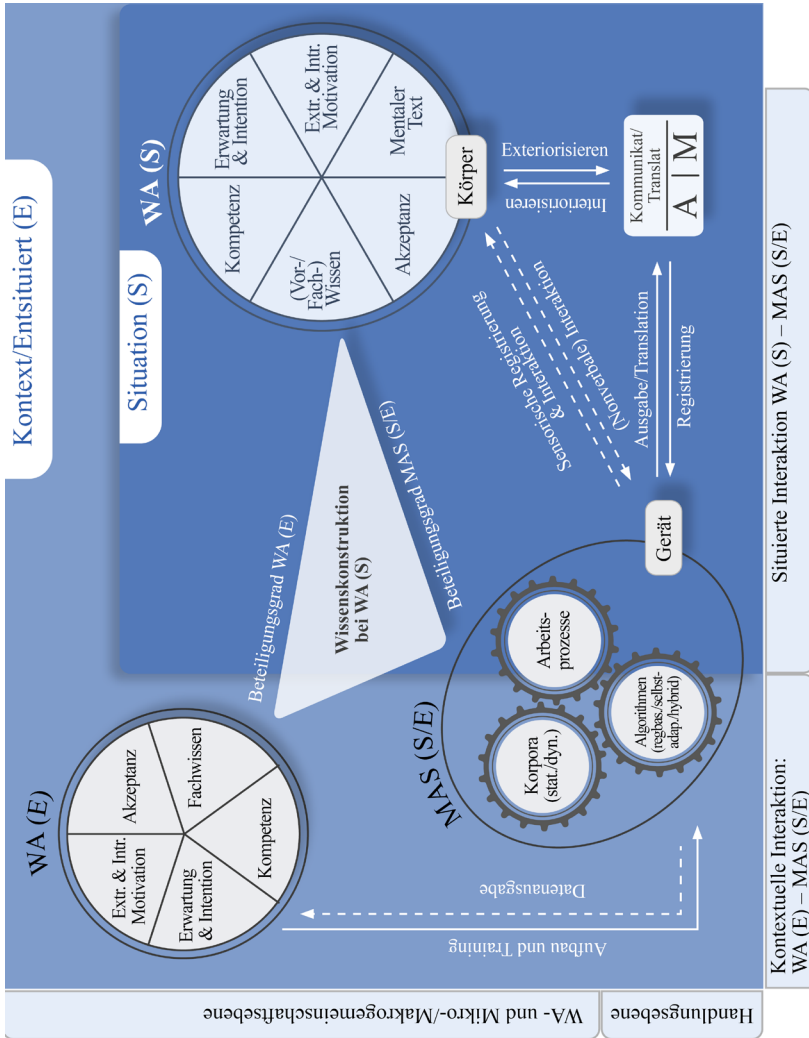 Kontext/Entsituiert (E)
Situation (S)
WA (S)
Erwartung
& Intention
Extr. & Intr.
Motivation
Mentaler
Text
Akzeptanz
(Vor-/
Fach-)
Wissen
Kompetenz
Körper
Exteriorisieren
Interiorisieren
Kommunikat/
Translat
A | M
Sensorische Registrierung
& Interaktion
(Nonverbale) Interaktion
Ausgabe/Translation
Registrierung
Gerät
Beteiligungsgrad WA (E)
Wissenskonstruktion
bei WA (S)
Beteiligungsgrad MAS (S/E)
WA (E)
Akzeptanz
Fachwissen
Kompetenz
Erwartung
& Intention
Extr. & Intr.
Motivation
MAS (S/E)
Korpora
(stat./dyn.)
Arbeits-
prozesse
Algorithmen
(regbas./selbst-
adap./hybrid)
Datenausgabe
Aufbau und Training
WA- und Mikro-/Makrogemeinschaftsebene
Handlungsebene
Kontextuelle Interaktion:
WA (E) – MAS (S/E)
Situierte Interaktion WA (S) – MAS (S/E)